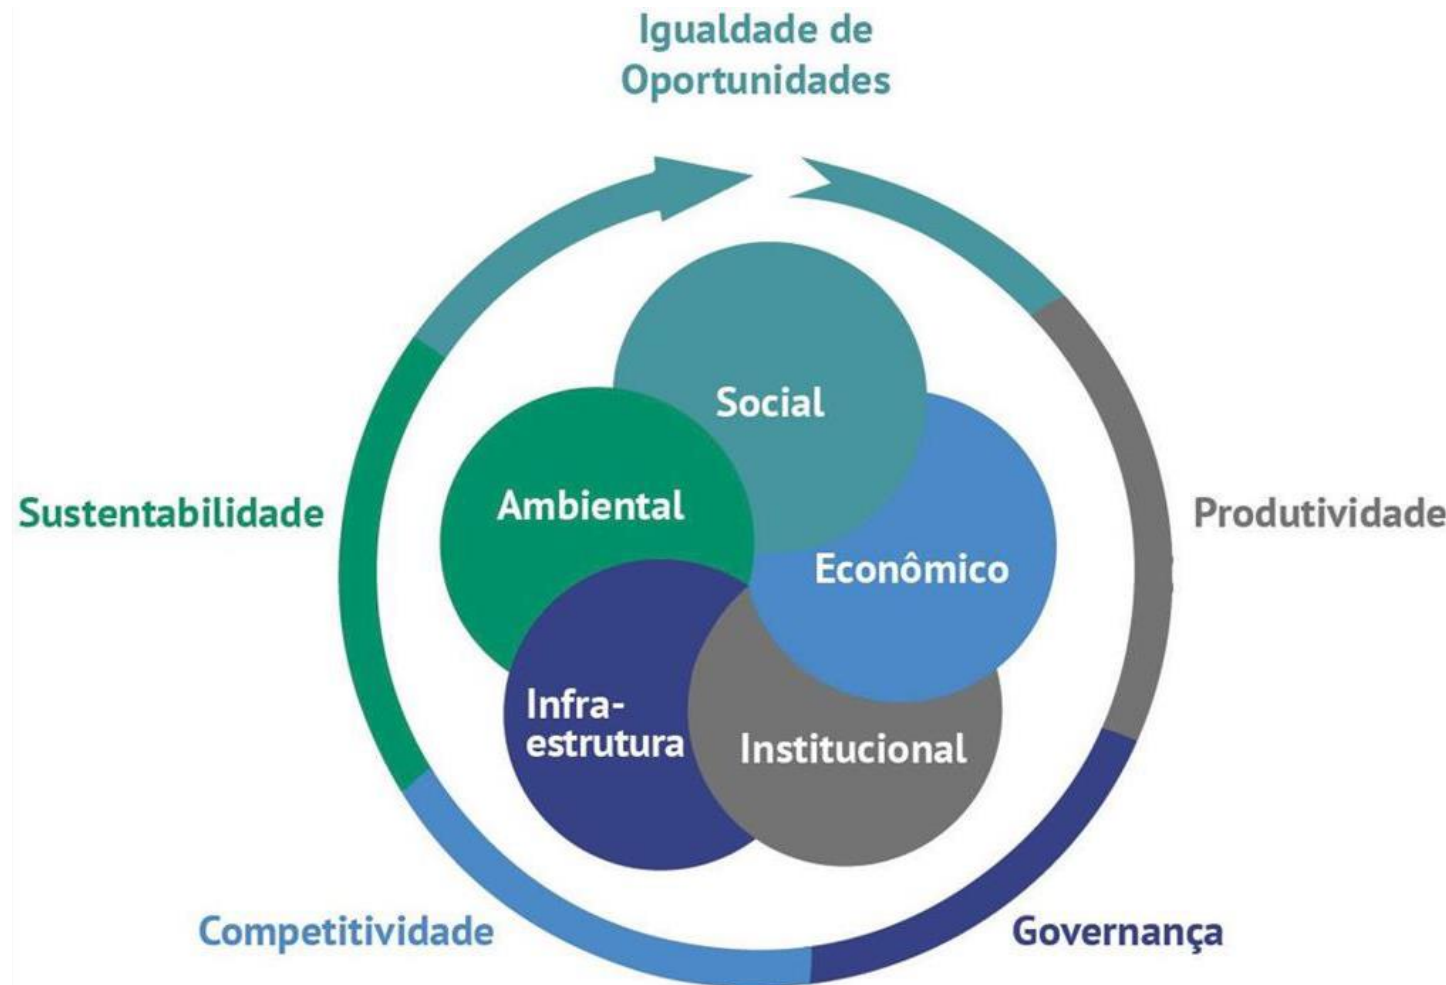 Igualdade de
Oportunidades
Social
Ambiental
Sustentabilidade
Produtividade
Econômico
Infra-
estrutura
Institucional
Competitividade
Governança